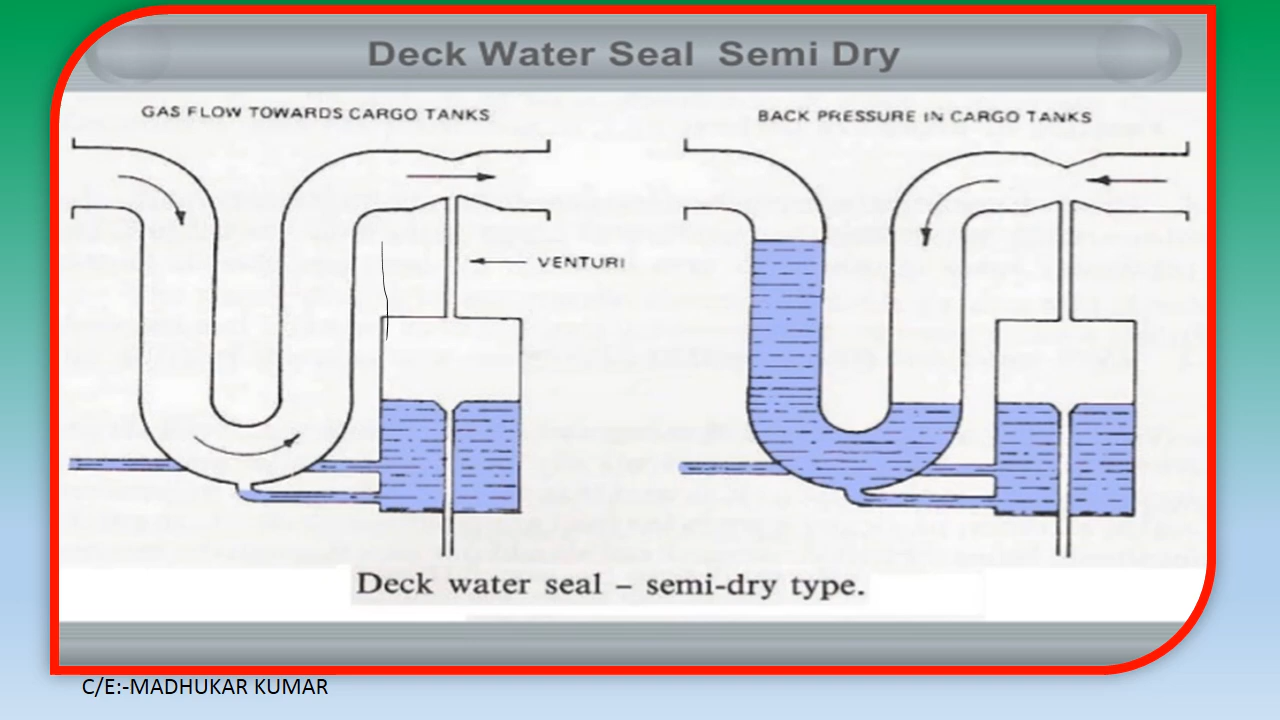 Deck Water Seal Semi Dry
GAS FLOW TOWARDS CARGO TANKS
BACK PRESSURE IN CARGO TANKS
VENTURI
Deck water seal – semi-dry type.
C/E:-MADHUKAR KUMAR